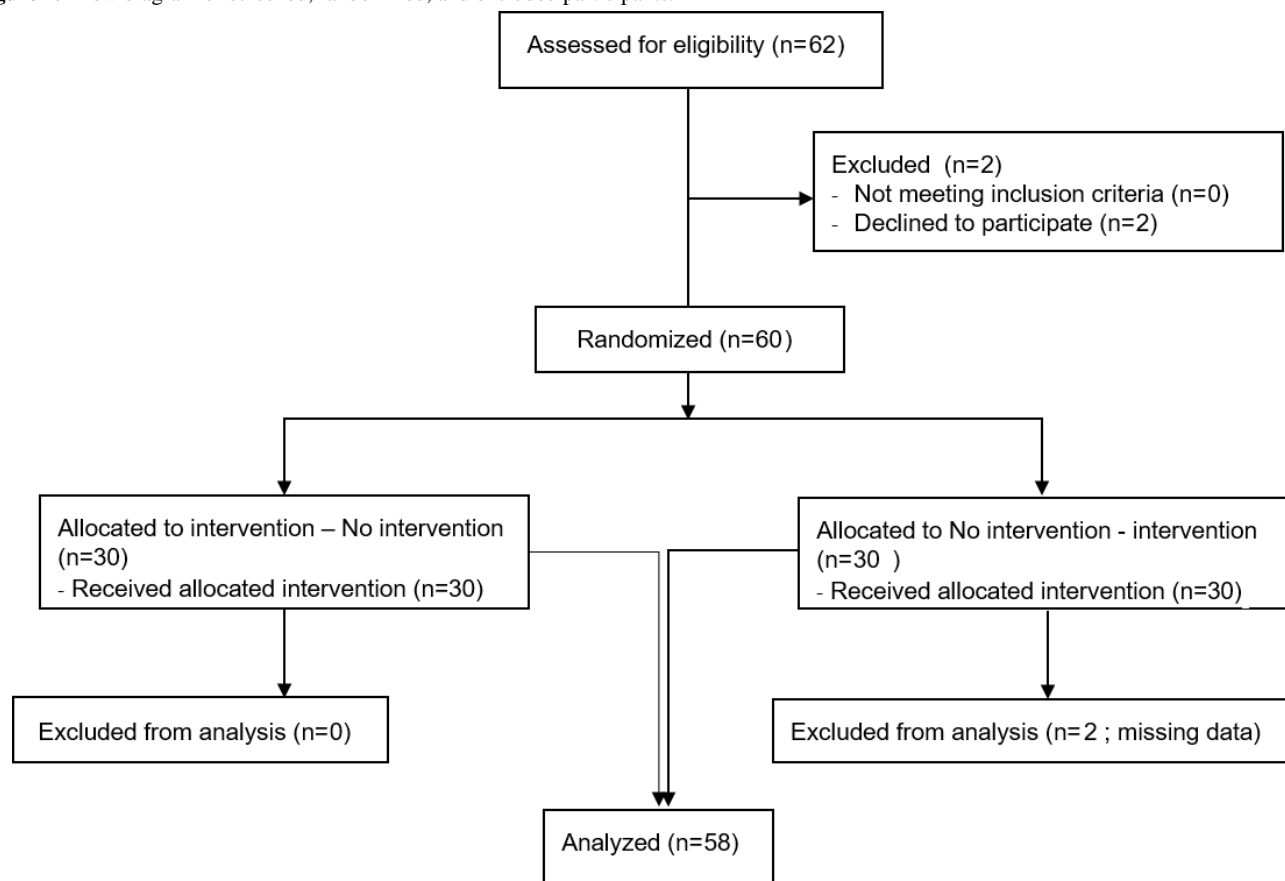 Assessed for eligibility (n=62)
Excluded (n=2)
- Not meeting inclusion criteria (n=0)
- Declined to participate (n=2)
Randomized (n=60)
Allocated to intervention – No intervention
(n=30)
- Received allocated intervention (n=30)
Allocated to No intervention - intervention
(n=30 )
- Received allocated intervention (n=30)
Excluded from analysis (n=0)
Excluded from analysis (n=2 ; missing data)
Analyzed (n=58)